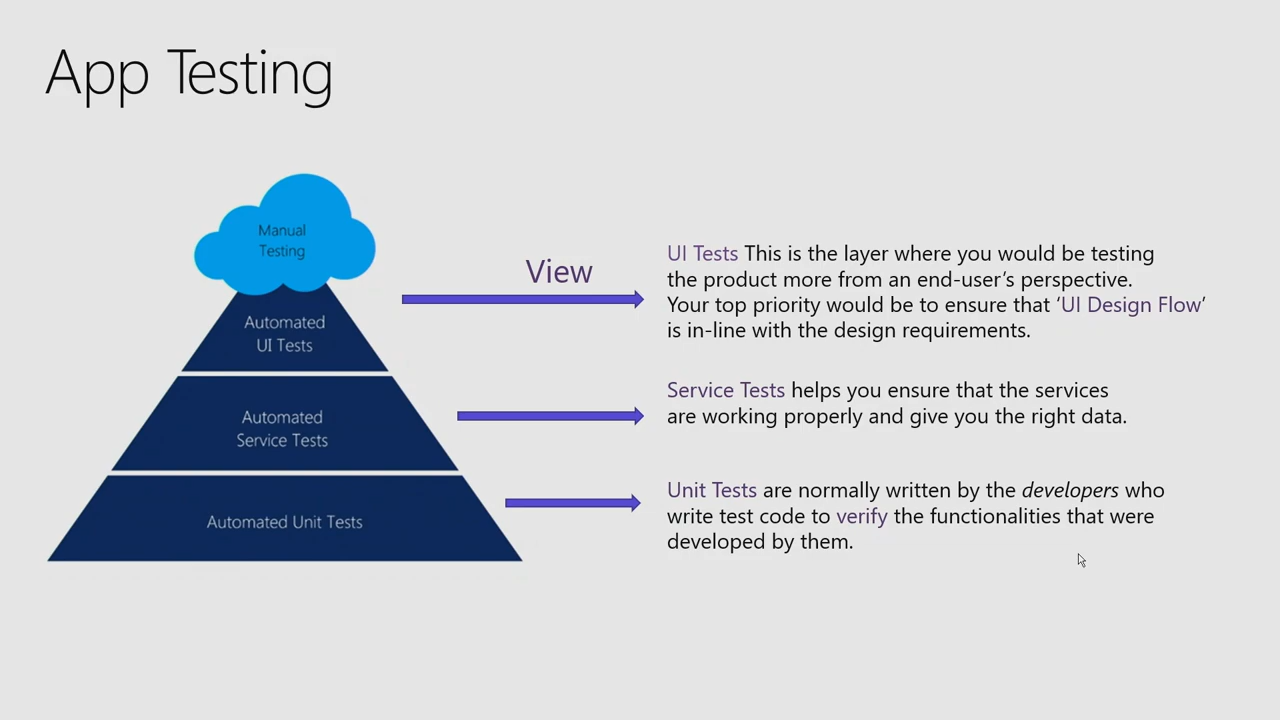 App Testing
Manual
Testing
Automated
UI Tests
Automated
Service Tests
Automated Unit Tests
View
UI Tests This is the layer where you would be testing
the product more from an end-user’s perspective.
Your top priority would be to ensure that ‘UI Design Flow’
is in-line with the design requirements.
Service Tests helps you ensure that the services
are working properly and give you the right data.
Unit Tests are normally written by the developers who
write test code to verify the functionalities that were
developed by them.